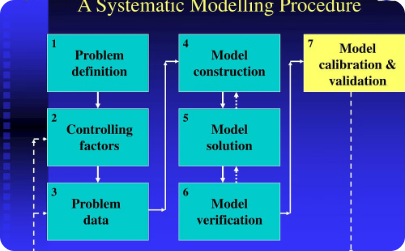 A Systematic Modelling Procedure
1
Problem
definition
2
Controlling
factors
3
Problem
data
4
Model
construction
5
Model
solution
6
Model
verification
7
Model
calibration &
validation